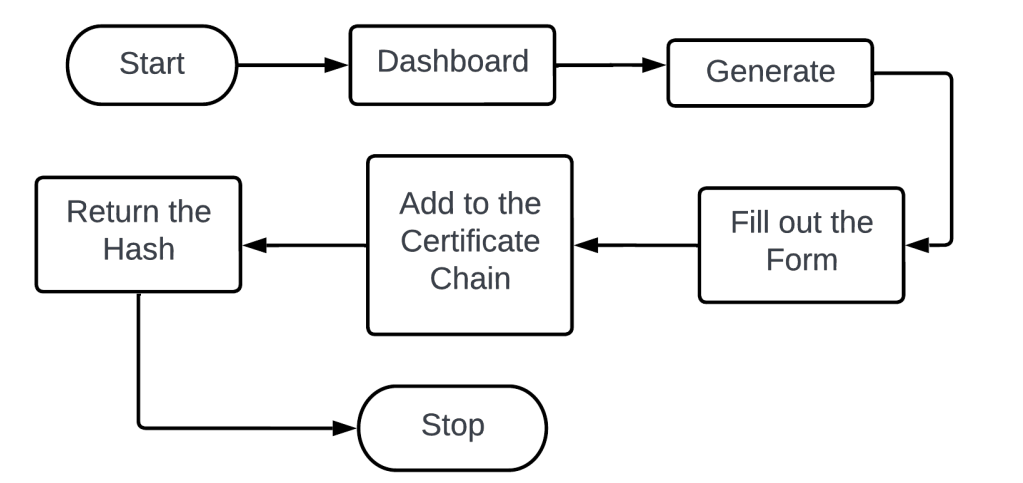 Start
Dashboard
Generate
Fill out the
Form
Add to the
Certificate
Chain
Return the
Hash
Stop